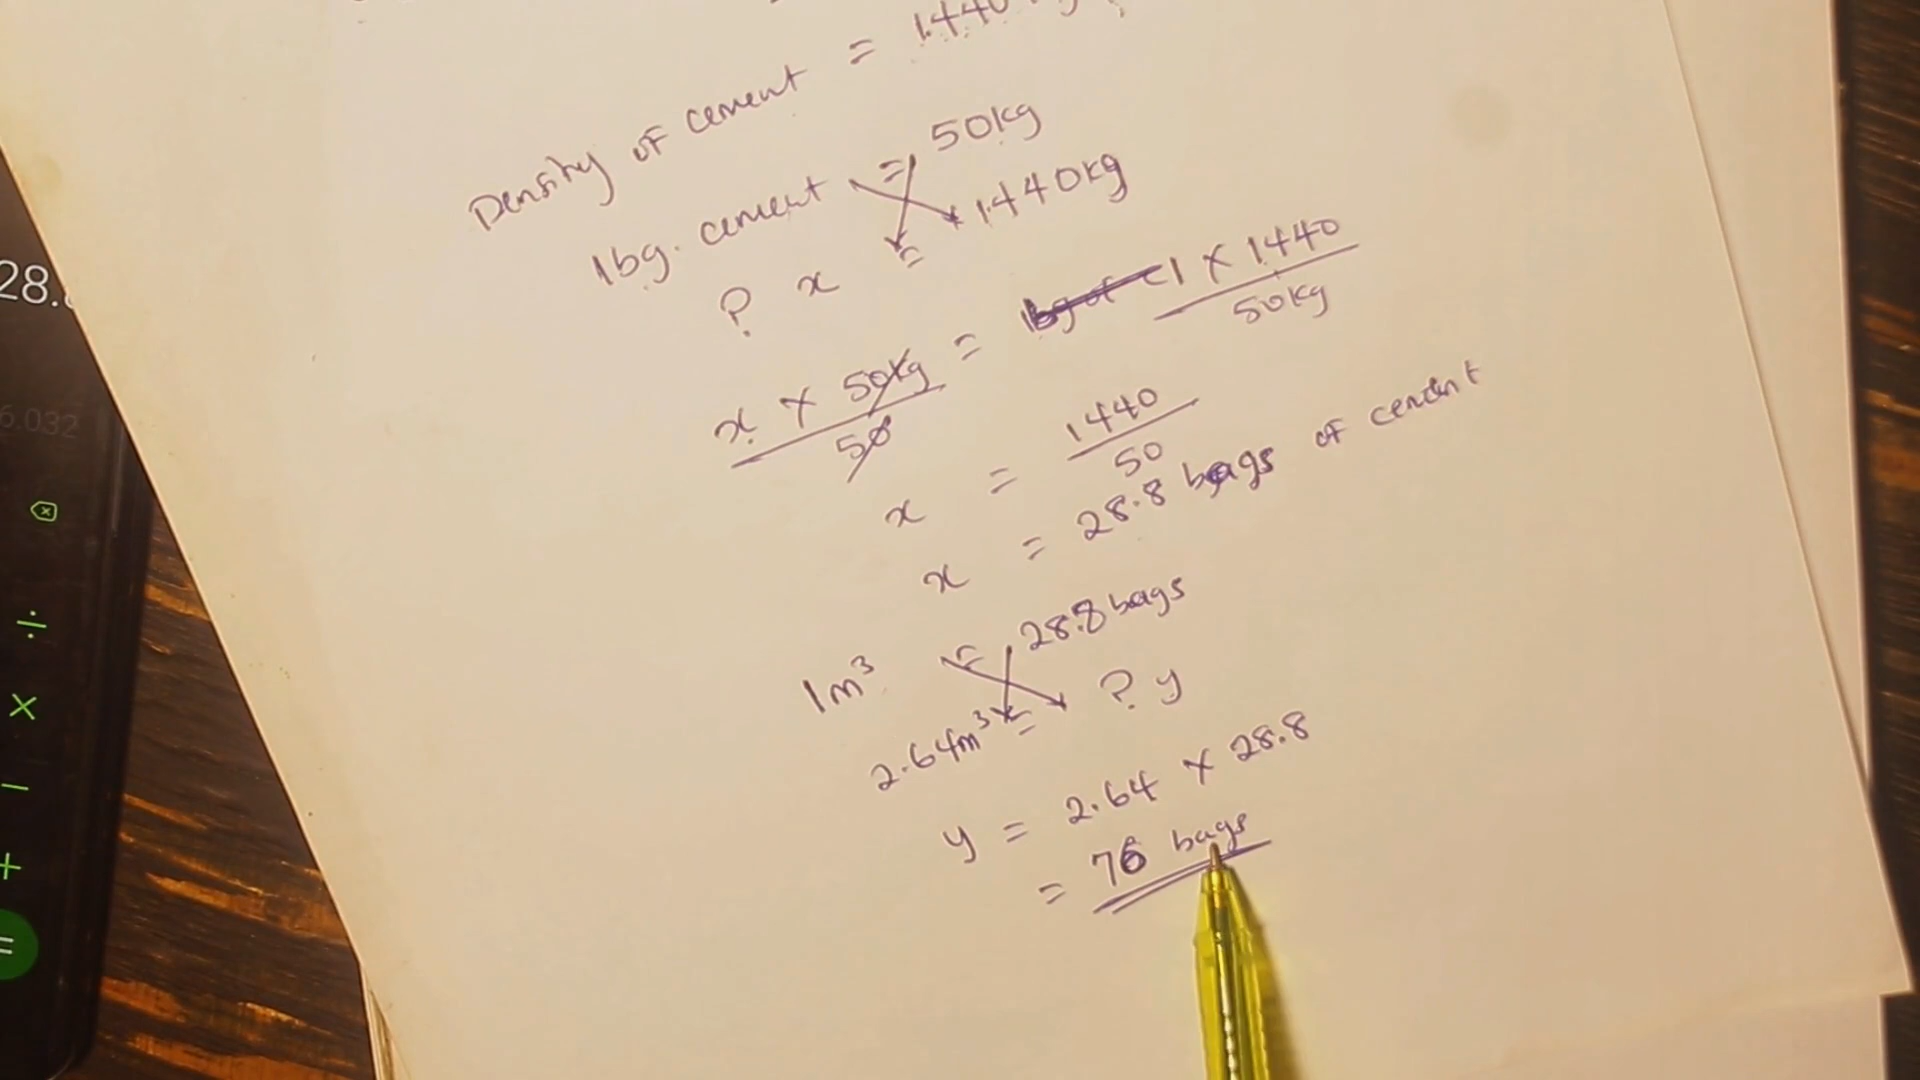 Density of cement = 1440
1bg. cement = 50kg
? x = 1440kg
x × 50kg = 1 × 1440
50 50kg
x = 1440
50
x = 28.8 bags of cement
1m³ = 28.8 bags
2.64m³ = ? y
y = 2.64 × 28.8
= 76 bags
28.
6.032
÷
×
−
+
=